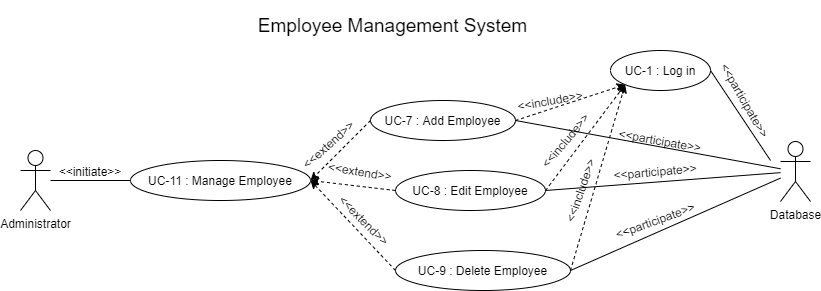 Employee Management System
UC-1 : Log in
<<participate>>
<<include>>
UC-7 : Add Employee
<<extend>>
<<include>>
<<participate>>
<<initiate>>
UC-11 : Manage Employee
<<extend>>
UC-8 : Edit Employee
<<participate>>
<<include>>
Administrator
Database
<<extend>>
<<participate>>
UC-9 : Delete Employee